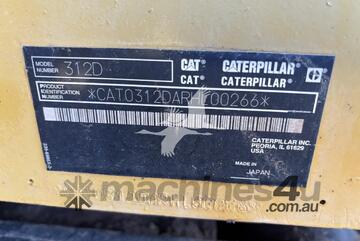 MODEL NUMBER 312D
CAT CATERPILLAR
CAT CATERPILLAR
PRODUCT IDENTIFICATION NUMBER
CATERPILLAR INC.
PEORIA, IL 61629
USA
MADE IN JAPAN
machines4u
.com.au